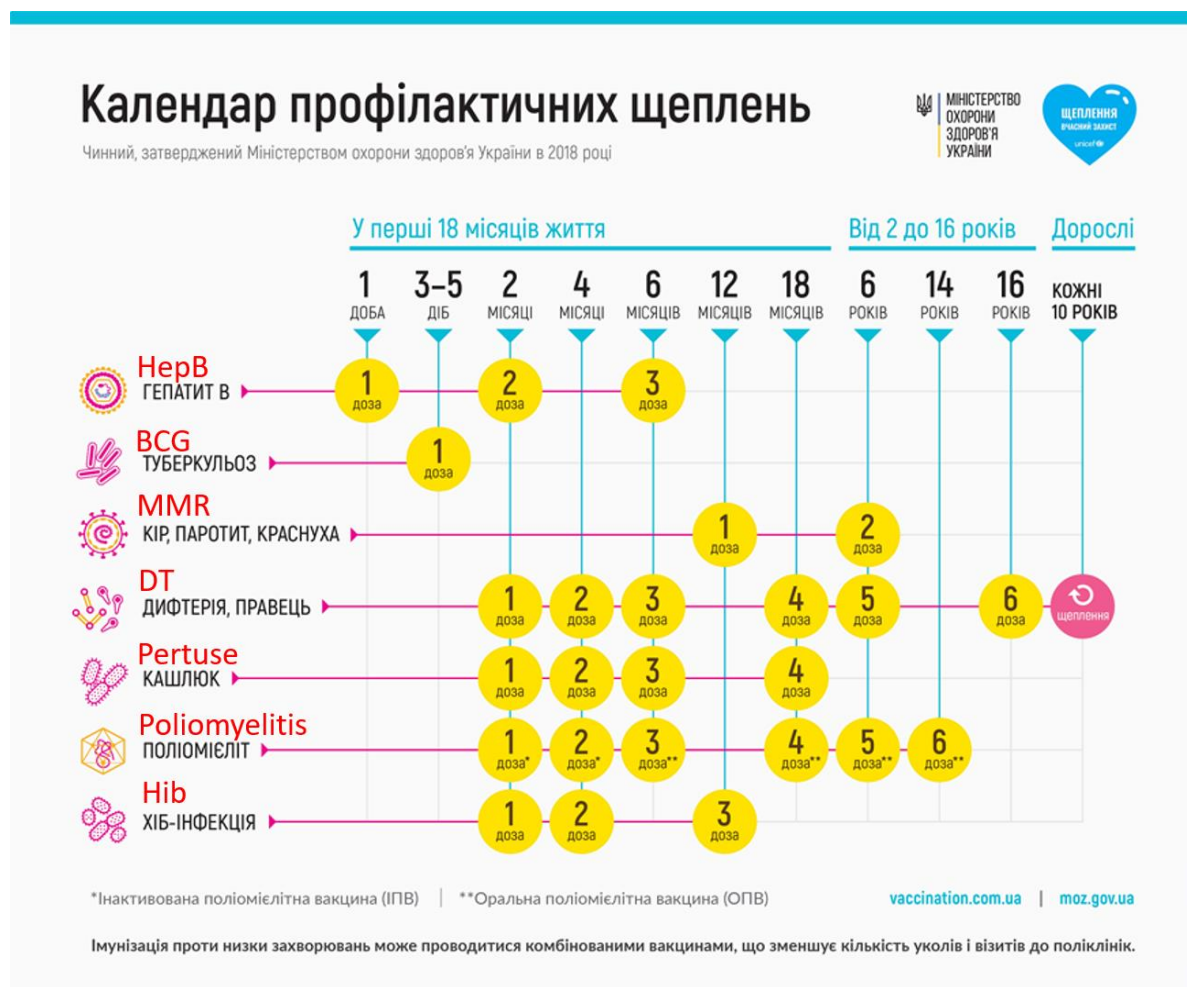 Календар профілактичних щеплень
Чинний, затверджений Міністерством охорони здоров'я України в 2018 році
МІНІСТЕРСТВО
ОХОРОНИ
ЗДОРОВ'Я
УКРАЇНИ
ЩЕПЛЕННЯ
ВЧАСНИЙ ЗАХИСТ
unicef
У перші 18 місяців життя
Від 2 до 16 років
Дорослі
1 3–5 2 4 6 12 18 6 14 16 КОЖНІ
ДОБА ДІБ МІСЯЦІ МІСЯЦІ МІСЯЦІВ МІСЯЦІВ МІСЯЦІВ РОКІВ РОКІВ РОКІВ 10 РОКІВ
HepB
ГЕПАТИТ В
1 2 3
доза доза доза
BCG
ТУБЕРКУЛЬОЗ
1
доза
MMR
КІР, ПАРОТИТ, КРАСНУХА
1 2
доза доза
DT
ДИФТЕРІЯ, ПРАВЕЦЬ
1 2 3 4 5 6
доза доза доза доза доза доза щеплення
Pertuse
КАШЛЮК
1 2 3 4
доза доза доза доза
Poliomyelitis
ПОЛІОМІЄЛІТ
1 2 3 4 5 6
доза* доза* доза** доза** доза** доза**
Hib
ХІБ-ІНФЕКЦІЯ
1 2 3
доза доза доза
*Інактивована поліомієлітна вакцина (ІПВ) | **Оральна поліомієлітна вакцина (ОПВ)
vaccination.com.ua | moz.gov.ua
Імунізація проти низки захворювань може проводитися комбінованими вакцинами, що зменшує кількість уколів і візитів до поліклінік.